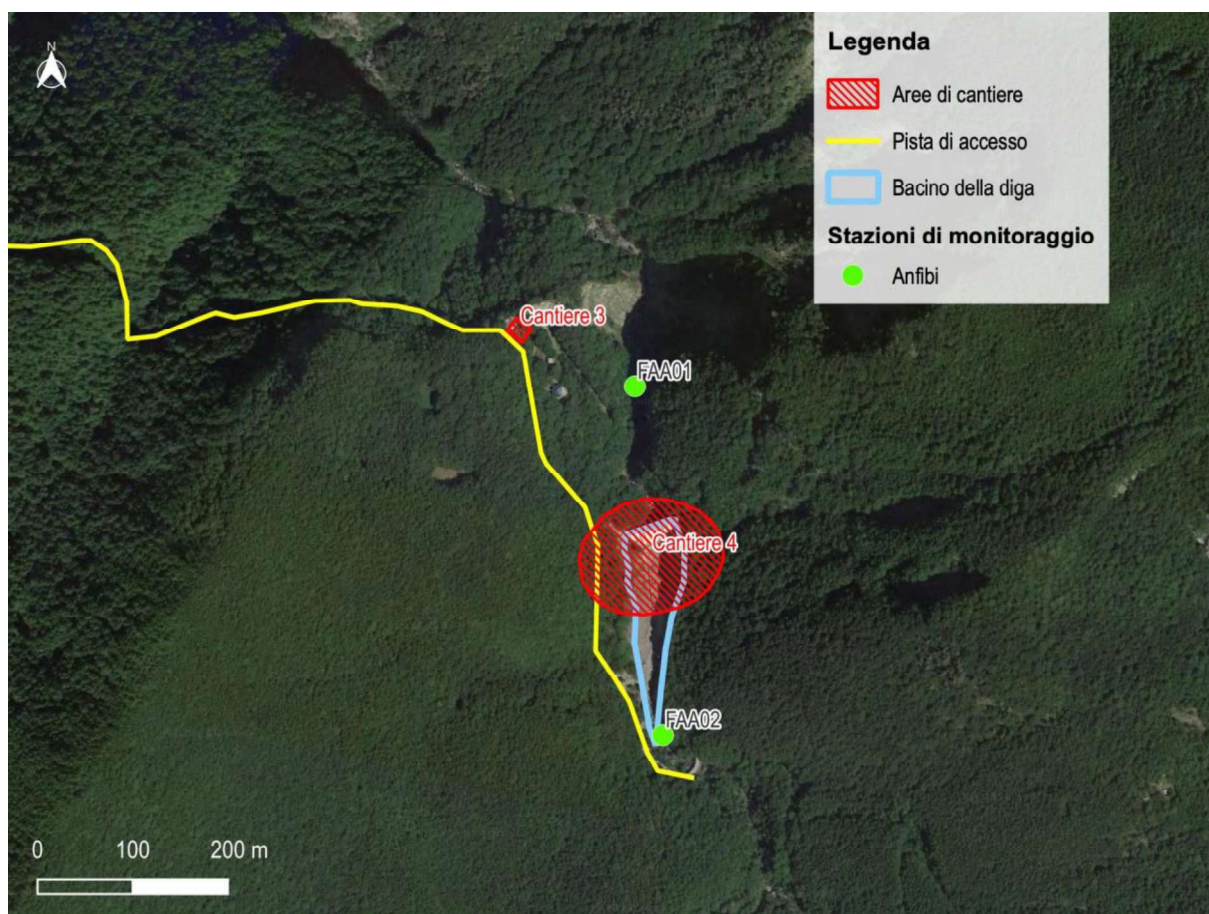 N
Legenda
Aree di cantiere
Pista di accesso
Bacino della diga
Stazioni di monitoraggio
Anfibi
Cantiere 3
FAA01
Cantiere 4
FAA02
0 100 200 m